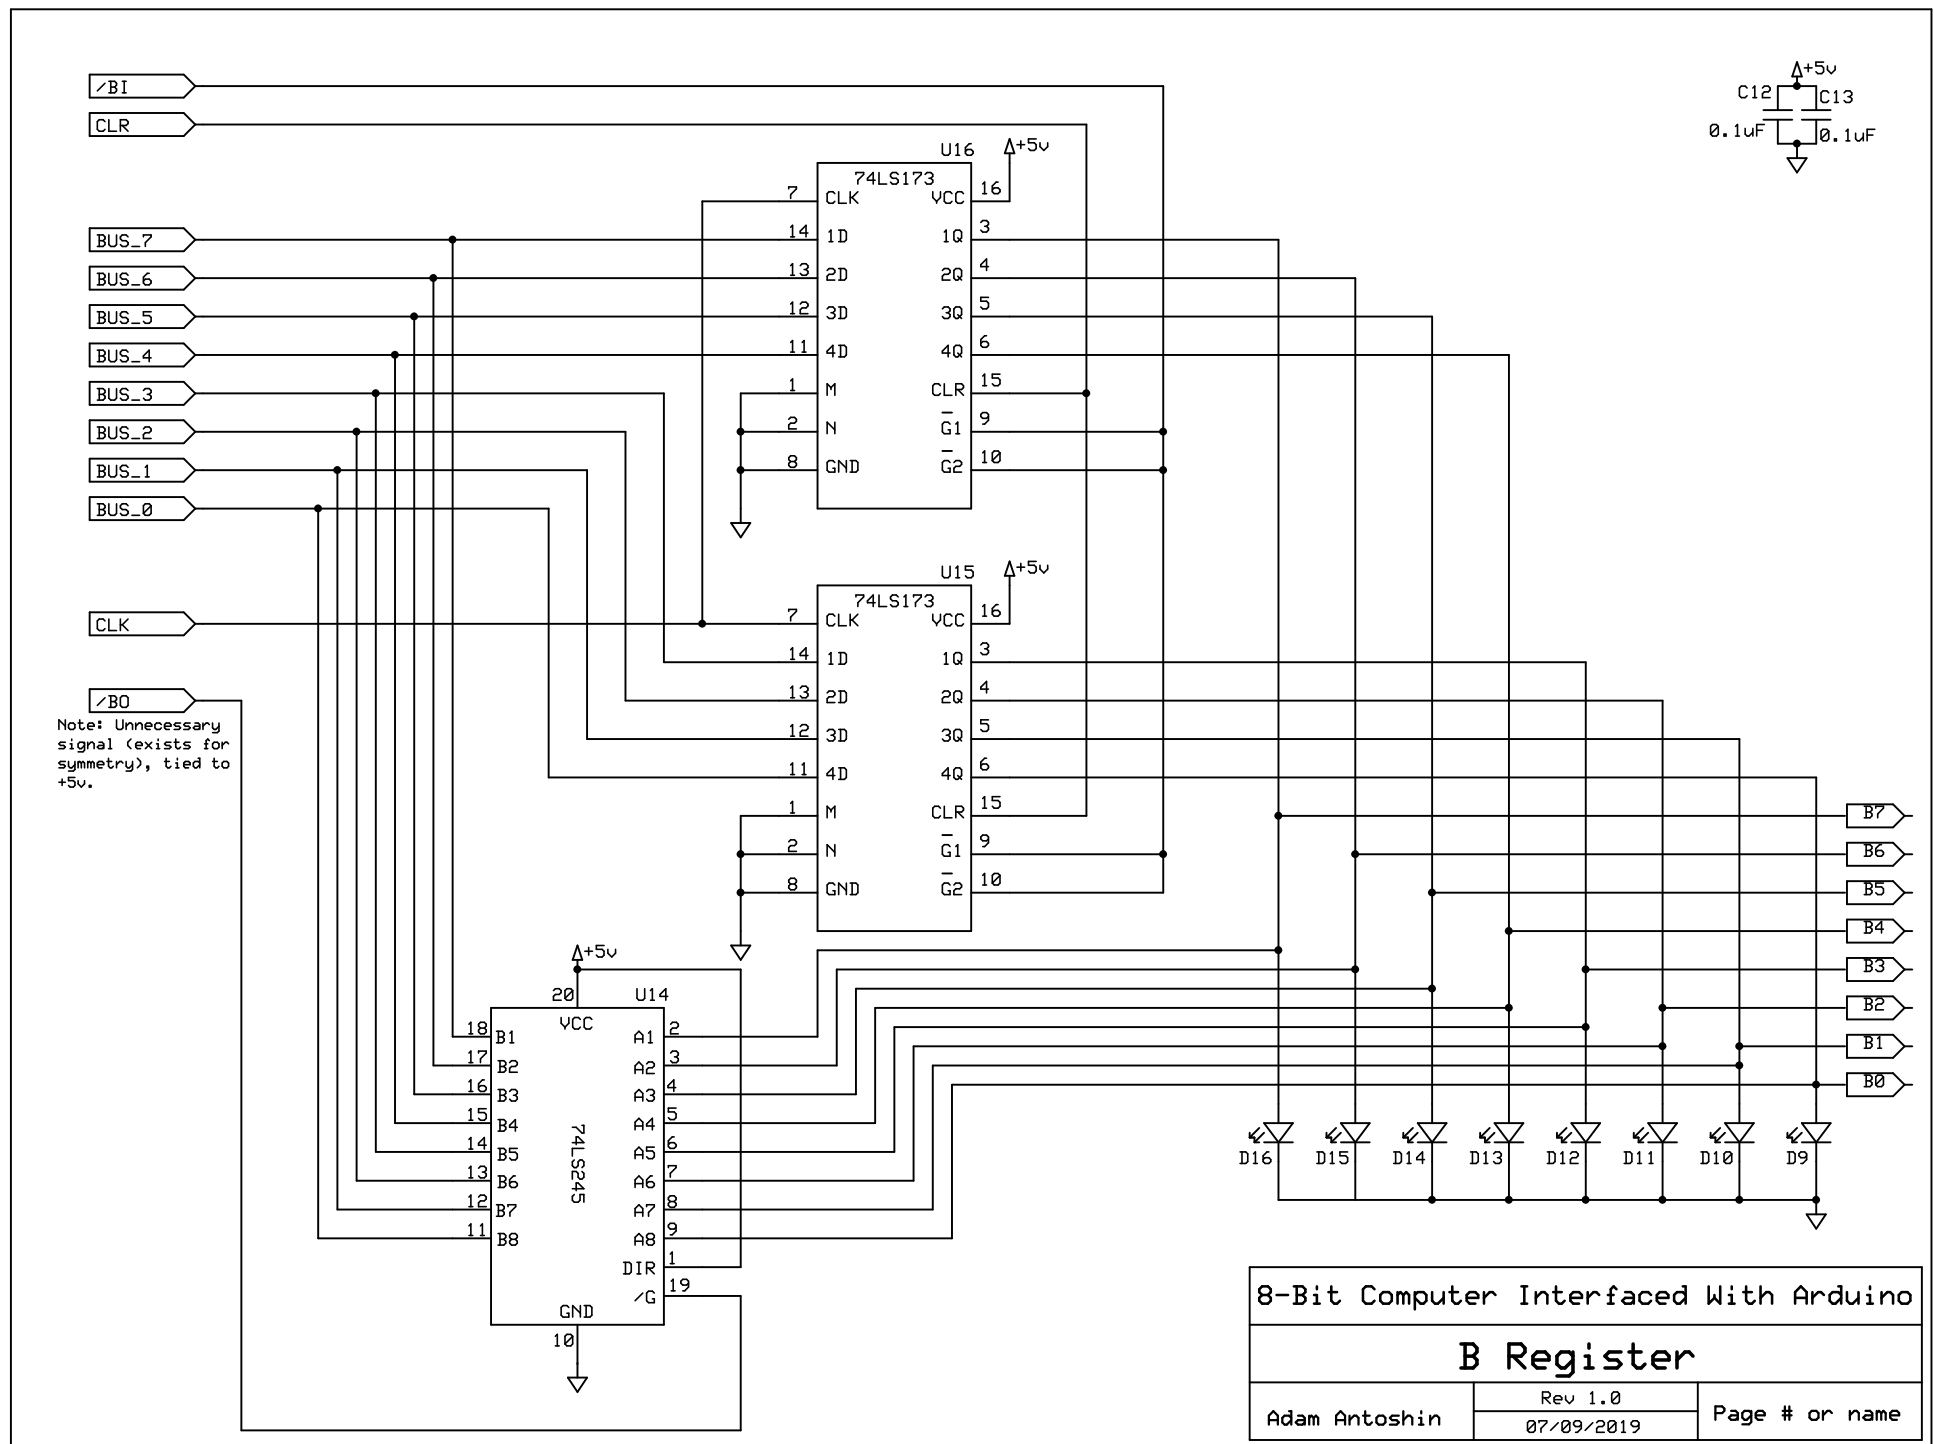 /BI
CLR
BUS_7
BUS_6
BUS_5
BUS_4
BUS_3
BUS_2
BUS_1
BUS_0
CLK
/BO
Note: Unnecessary
signal (exists for
symmetry), tied to
+5v.
U16
+5v
74LS173
7 CLK VCC 16
14 1D 1Q 3
13 2D 2Q 4
12 3D 3Q 5
11 4D 4Q 6
1 M CLR 15
2 N G1 9
8 GND G2 10
U15
+5v
74LS173
7 CLK VCC 16
14 1D 1Q 3
13 2D 2Q 4
12 3D 3Q 5
11 4D 4Q 6
1 M CLR 15
2 N G1 9
8 GND G2 10
+5v
20 U14
VCC
18 B1 A1 2
17 B2 A2 3
16 B3 A3 4
15 B4 A4 5
14 B5 A5 6
13 B6 A6 7
12 B7 A7 8
11 B8 A8 9
74LS245
DIR 1
/G 19
GND
10
+5v
C12 C13
0.1uF 0.1uF
B7
B6
B5
B4
B3
B2
B1
B0
D16 D15 D14 D13 D12 D11 D10 D9
8-Bit Computer Interfaced With Arduino
B Register
Adam Antoshin
Rev 1.0
07/09/2019
Page # or name